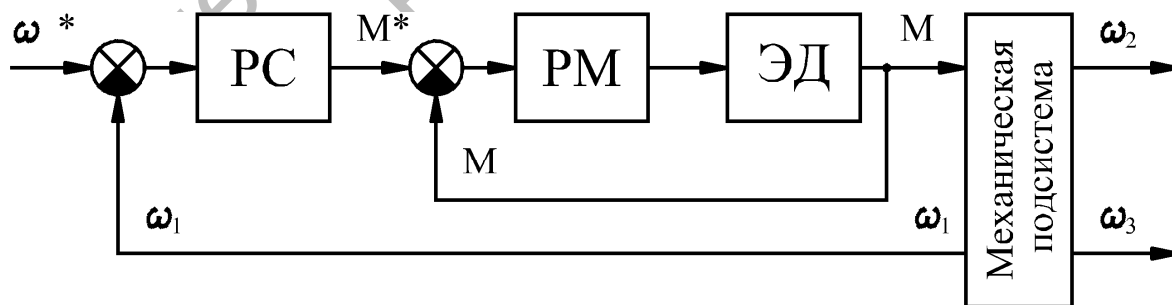 ω *
РС
М*
РМ
ЭД
М
Механическая
подсистема
ω₂
М
ω₁
ω₁
ω₃